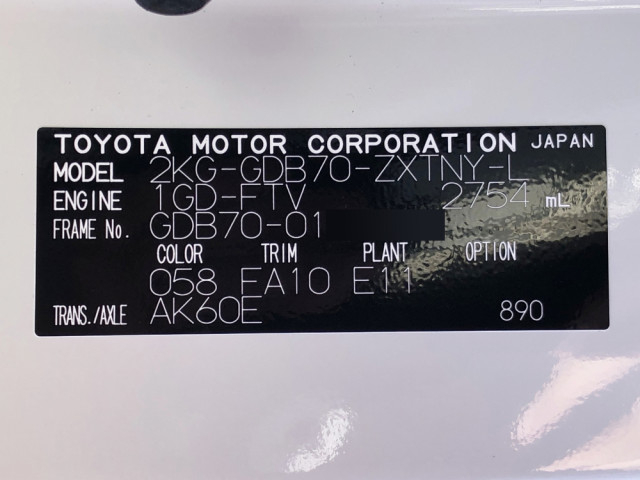 TOYOTA MOTOR CORPORATION JAPAN
MODEL 2KG-GDB70-ZXTNY-L
ENGINE 1GD-FTV 2754 mL
FRAME No. GDB70-01
COLOR TRIM PLANT OPTION
058 FA10 E11
TRANS./AXLE AK60E 890